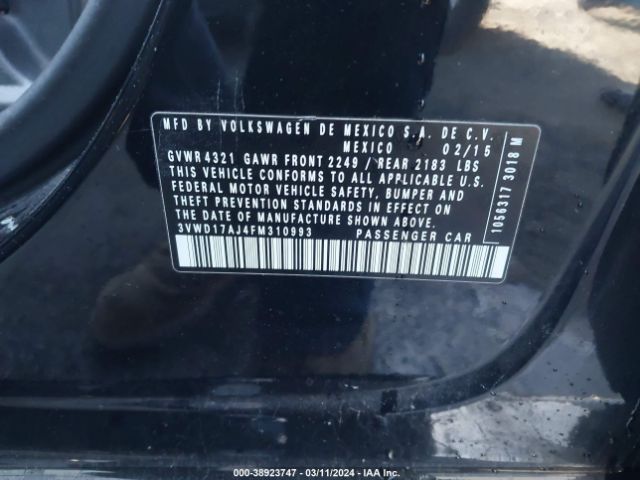 MFD BY VOLKSWAGEN DE MEXICO S.A. DE C.V.
MEXICO 02/15
GVWR 4321 GAWR FRONT 2249 / REAR 2183 LBS
THIS VEHICLE CONFORMS TO ALL APPLICABLE U.S.
FEDERAL MOTOR VEHICLE SAFETY, BUMPER AND
THEFT PREVENTION STANDARDS IN EFFECT ON
THE DATE OF MANUFACTURE SHOWN ABOVE.
3VWD17AJ4FM310993 PASSENGER CAR
1056317 3018 M
000-38923747 - 03/11/2024 - IAAI.COM